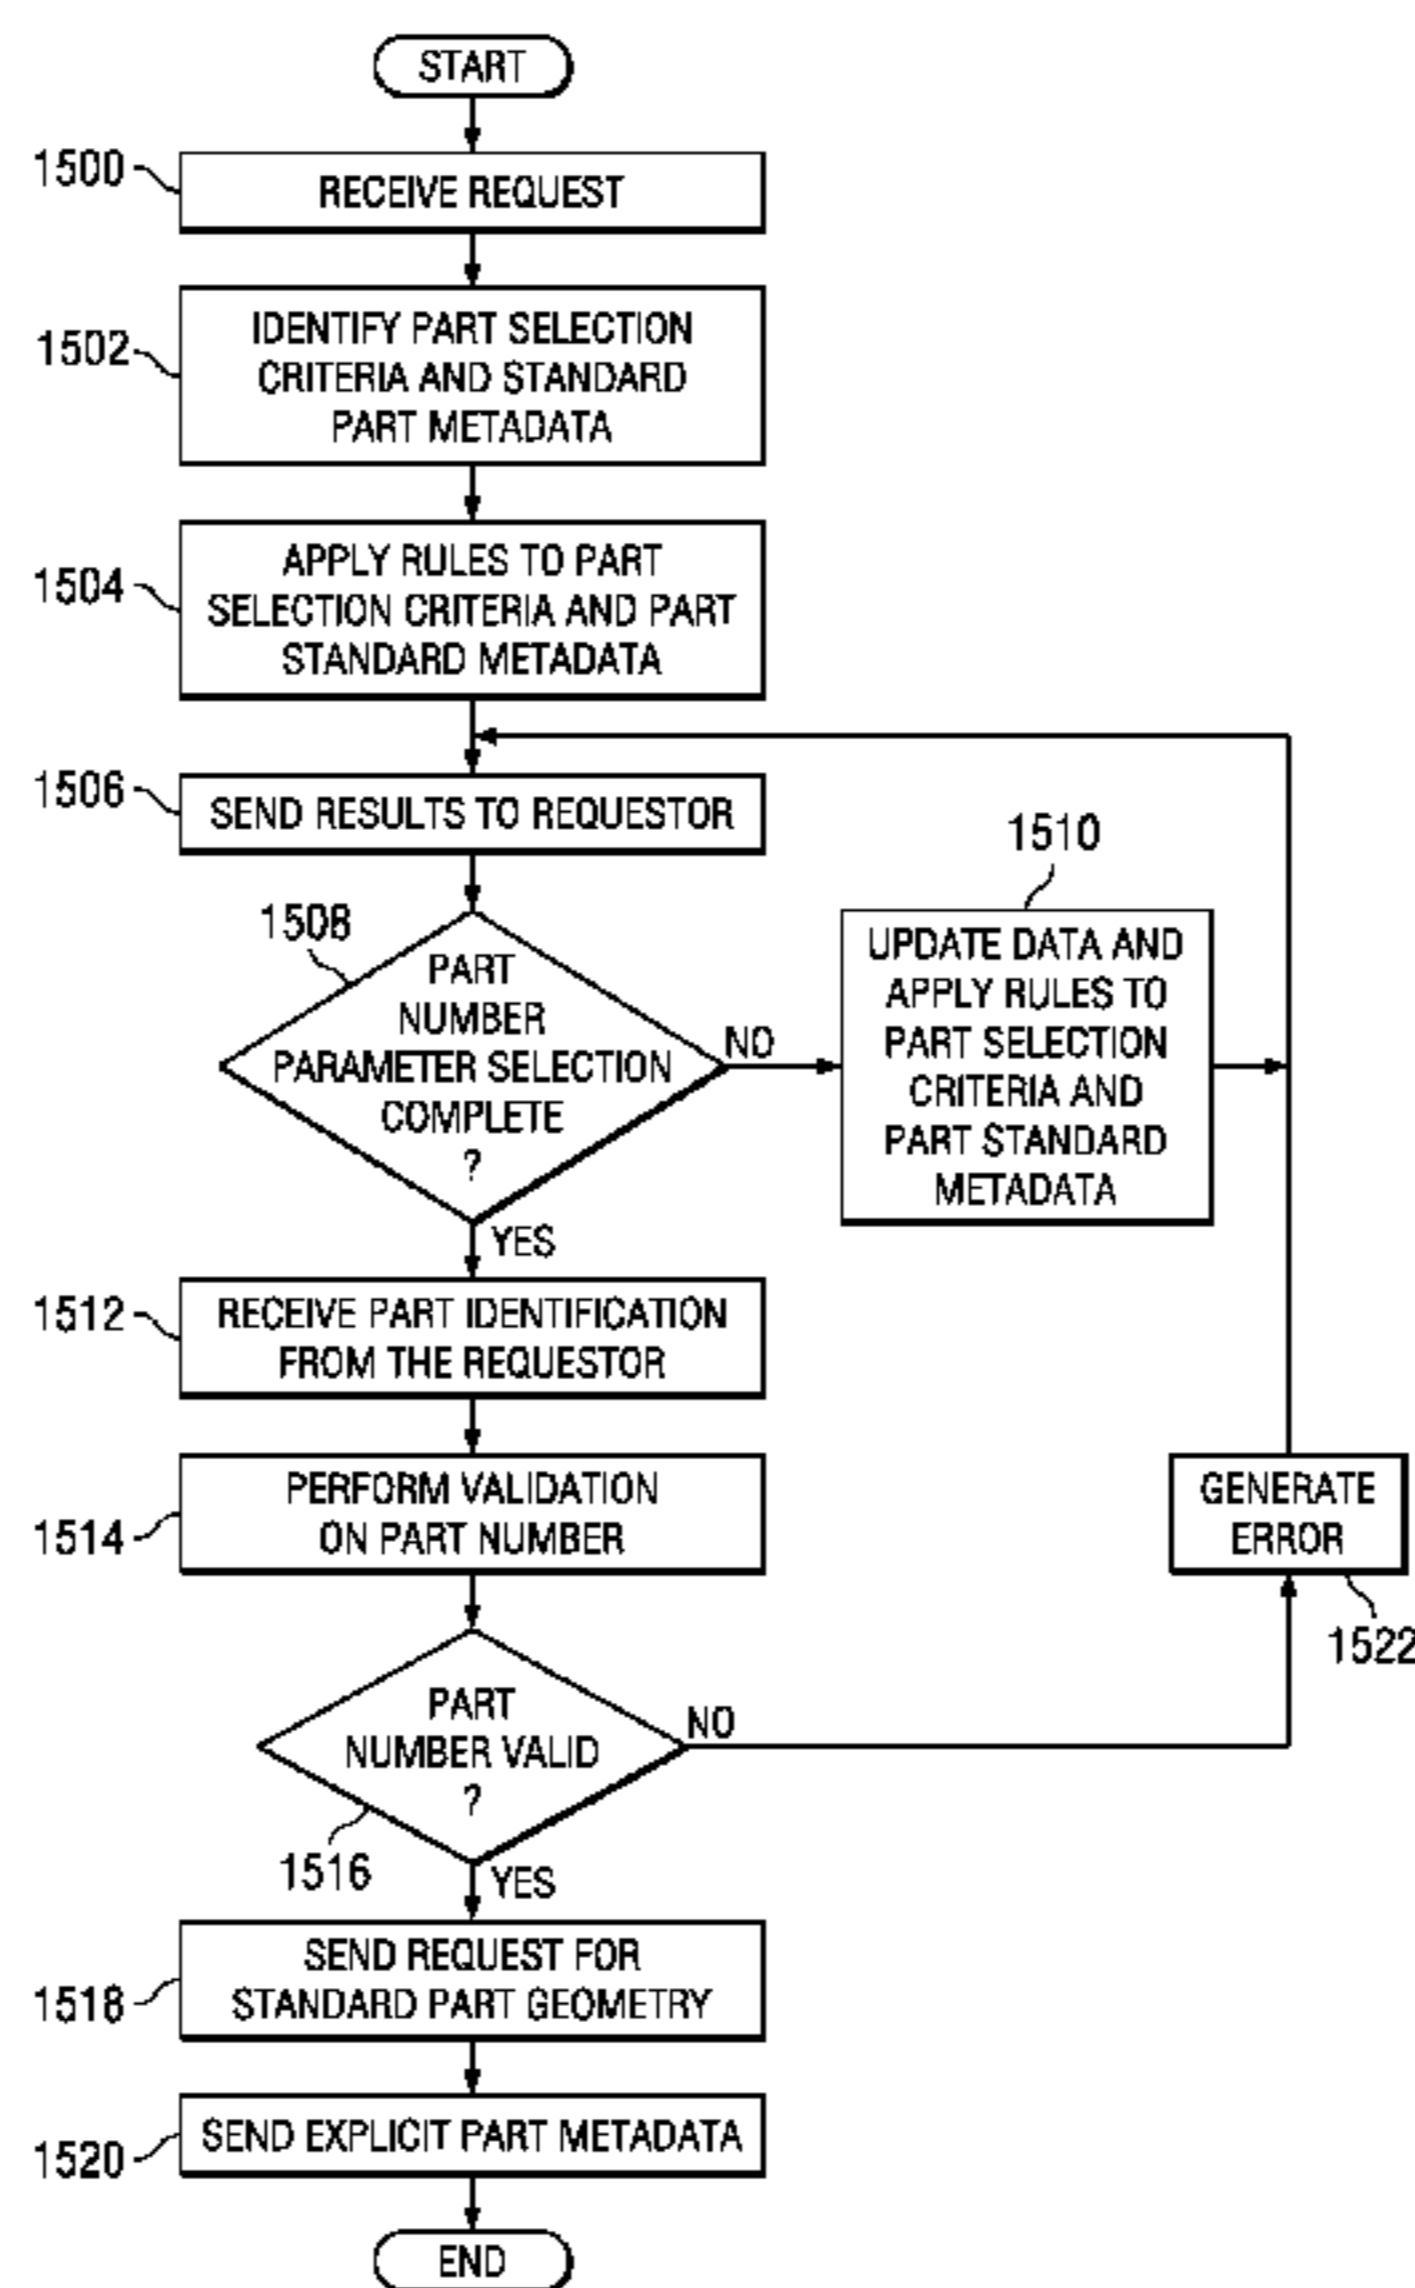 START
1500
RECEIVE REQUEST
1502
IDENTIFY PART SELECTION
CRITERIA AND STANDARD
PART METADATA
1504
APPLY RULES TO PART
SELECTION CRITERIA AND PART
STANDARD METADATA
1506
SEND RESULTS TO REQUESTOR
1508
PART
NUMBER
PARAMETER SELECTION
COMPLETE
?
NO
1510
UPDATE DATA AND
APPLY RULES TO
PART SELECTION
CRITERIA AND
PART STANDARD
METADATA
YES
1512
RECEIVE PART IDENTIFICATION
FROM THE REQUESTOR
1514
PERFORM VALIDATION
ON PART NUMBER
GENERATE
ERROR
1522
PART
NUMBER VALID
?
NO
1516
YES
1518
SEND REQUEST FOR
STANDARD PART GEOMETRY
1520
SEND EXPLICIT PART METADATA
END